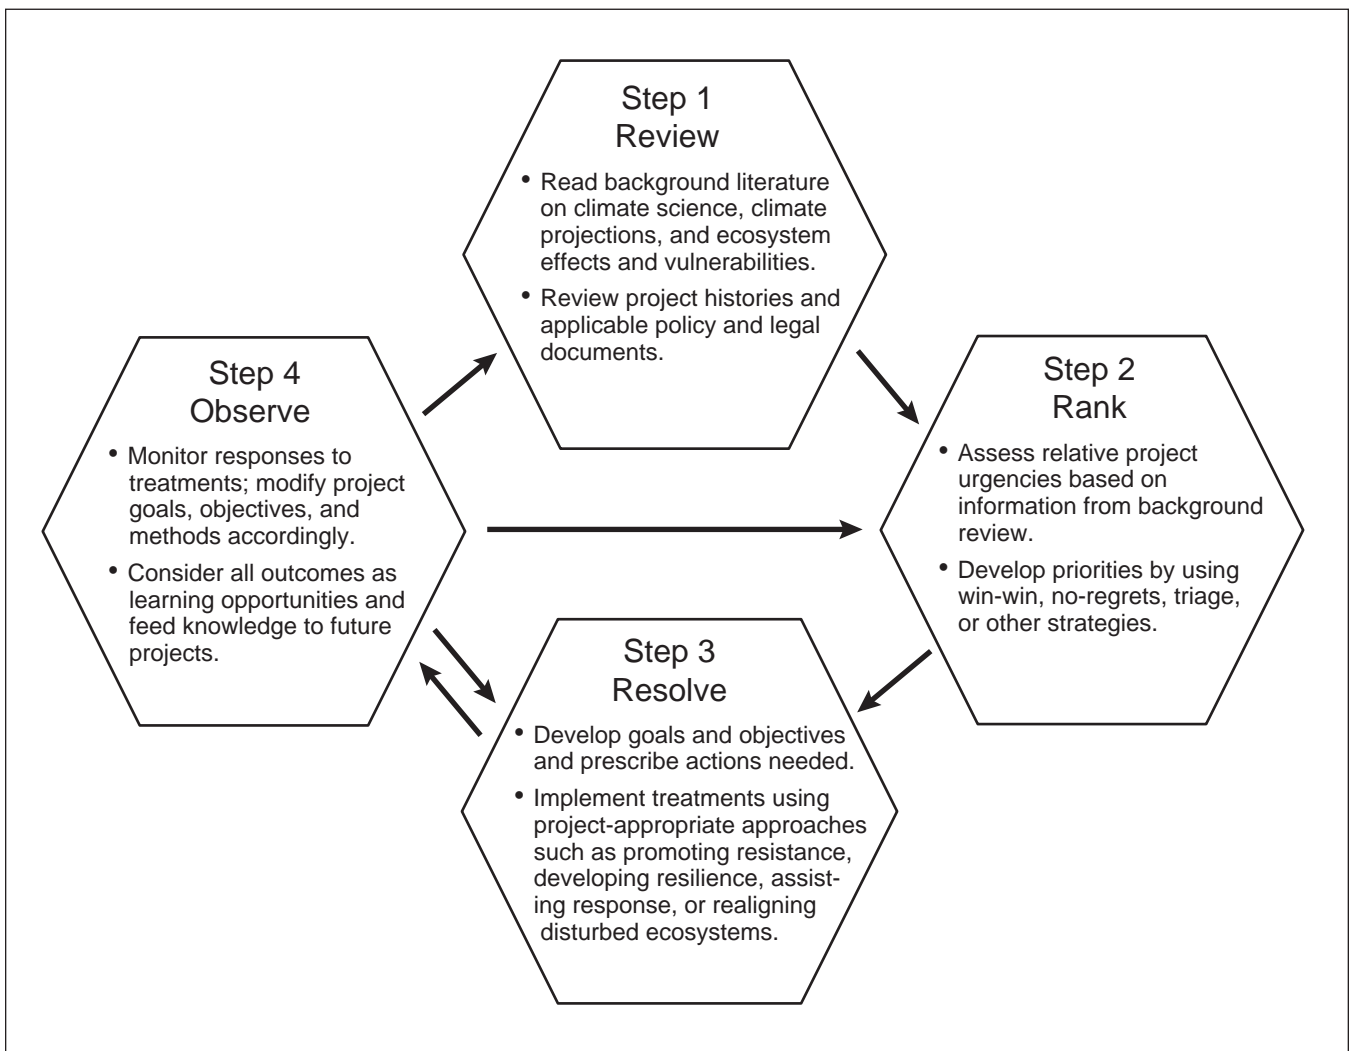 Step 1
Review
• Read background literature
on climate science, climate
projections, and ecosystem
effects and vulnerabilities.
• Review project histories and
applicable policy and legal
documents.
Step 2
Rank
• Assess relative project
urgencies based on
information from background
review.
• Develop priorities by using
win-win, no-regrets, triage,
or other strategies.
Step 3
Resolve
• Develop goals and objectives
and prescribe actions needed.
• Implement treatments using
project-appropriate approaches
such as promoting resistance,
developing resilience, assist-
ing response, or realigning
disturbed ecosystems.
Step 4
Observe
• Monitor responses to
treatments; modify project
goals, objectives, and
methods accordingly.
• Consider all outcomes as
learning opportunities and
feed knowledge to future
projects.